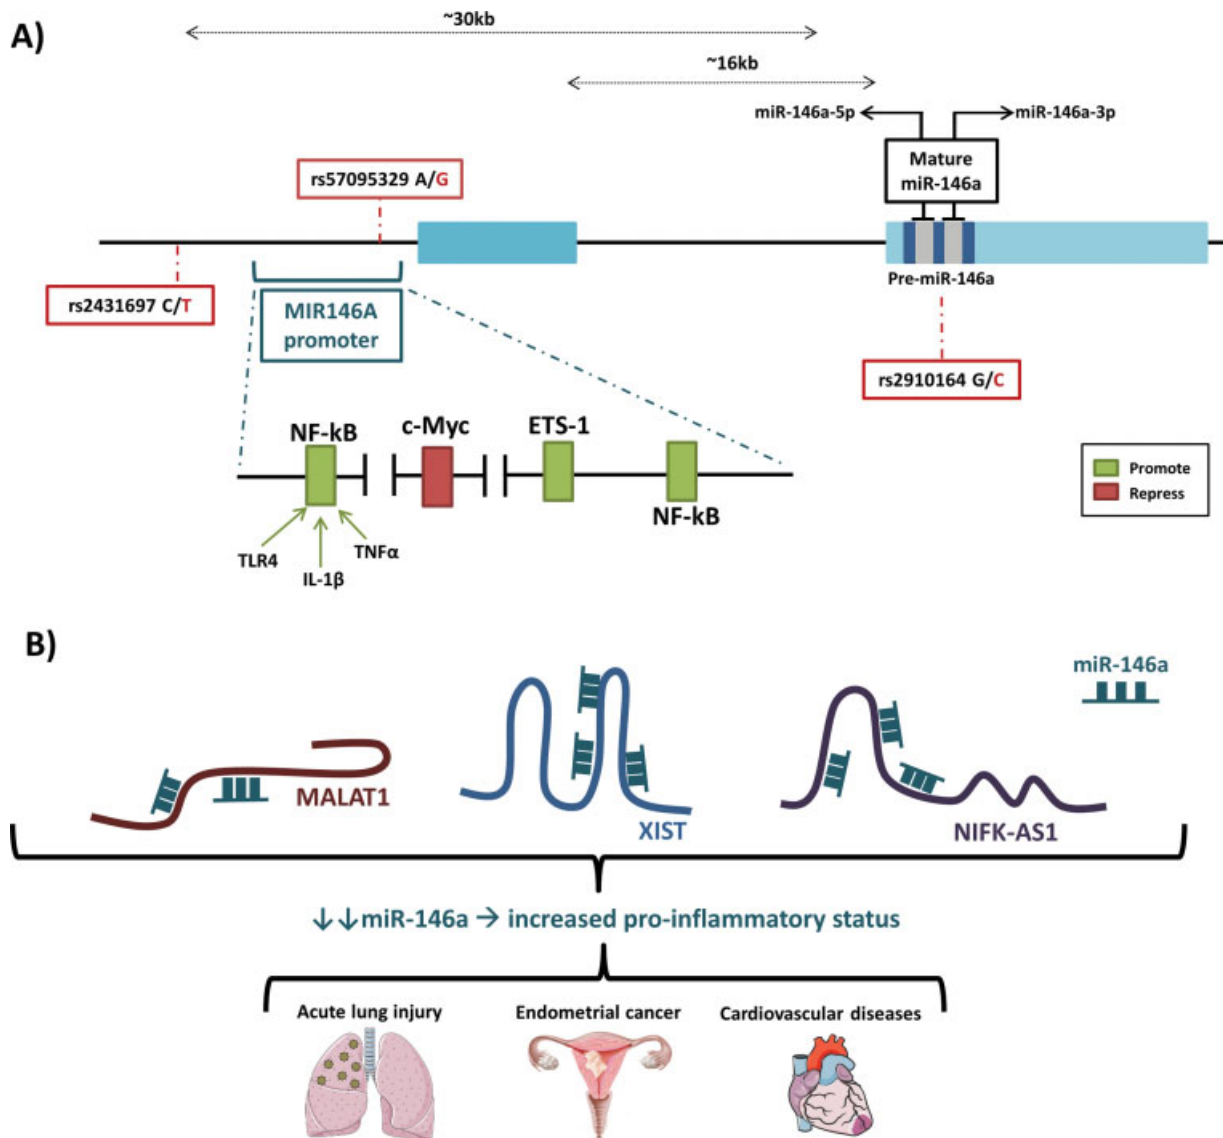 A)
~30kb
~16kb
miR-146a-5p
miR-146a-3p
Mature
miR-146a
rs57095329 A/G
Pre-miR-146a
rs2431697 C/T
MIR146A
promoter
rs2910164 G/C
NF-kB
c-Myc
ETS-1
NF-kB
TLR4
IL-1β
TNFα
Promote
Repress
B)
miR-146a
MALAT1
XIST
NIFK-AS1
↓↓miR-146a → increased pro-inflammatory status
Acute lung injury
Endometrial cancer
Cardiovascular diseases